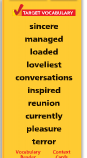 TARGET VOCABULARY
sincere
managed
loaded
loveliest
conversations
inspired
reunion
currently
pleasure
terror
Vocabulary Context
Reader Cards